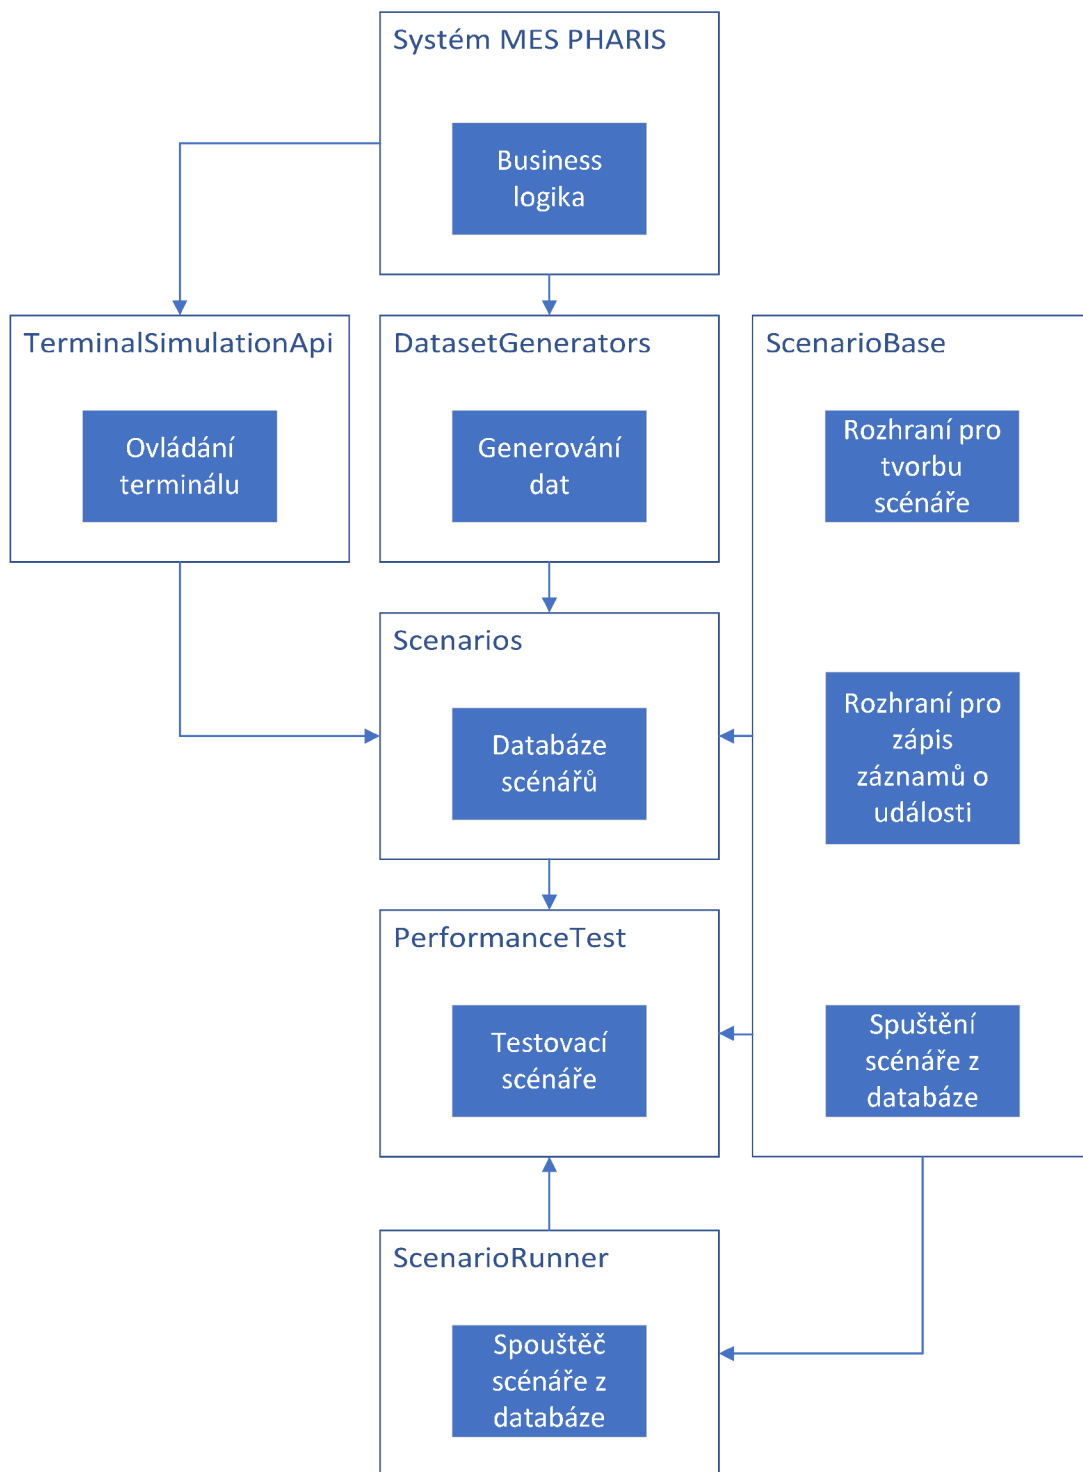 Systém MES PHARIS
Business
logika
TerminalSimulationApi
Ovládání
terminálu
DatasetGenerators
Generování
dat
ScenarioBase
Rozhraní pro
tvorbu
scénáře
Rozhraní pro
zápis
záznamů o
události
Spuštění
scénáře z
databáze
Scenarios
Databáze
scénářů
PerformanceTest
Testovací
scénáře
ScenarioRunner
Spouštěč
scénáře z
databáze